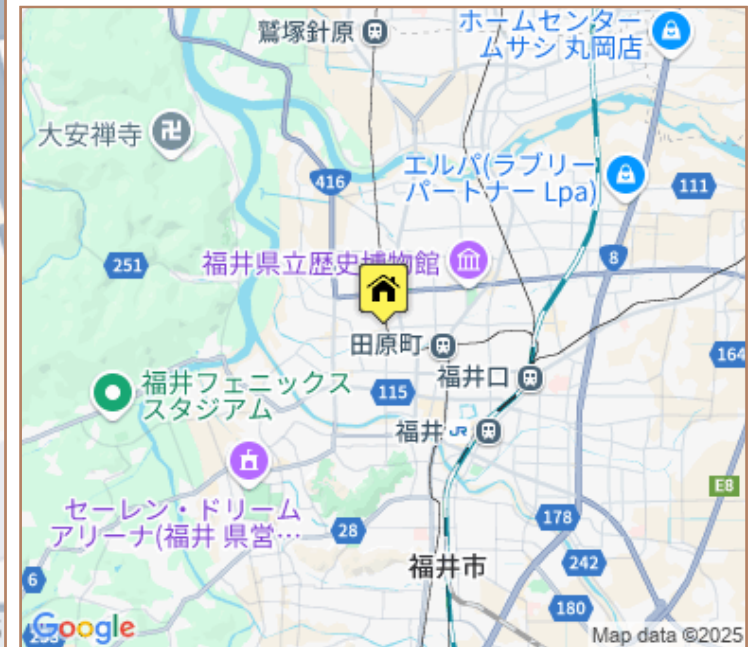 鷲塚針原
ホームセンター
ムサシ 丸岡店
大安禅寺
416
エルパ(ラブリー
パートナー Lpa)
111
251
福井県立歴史博物館
8
田原町
164
福井口
福井フェニックス
スタジアム
115
福井 JR
E8
セーレン・ドリーム
アリーナ(福井 県営…
28
178
福井市
242
6
180
Google
Map data ©2025